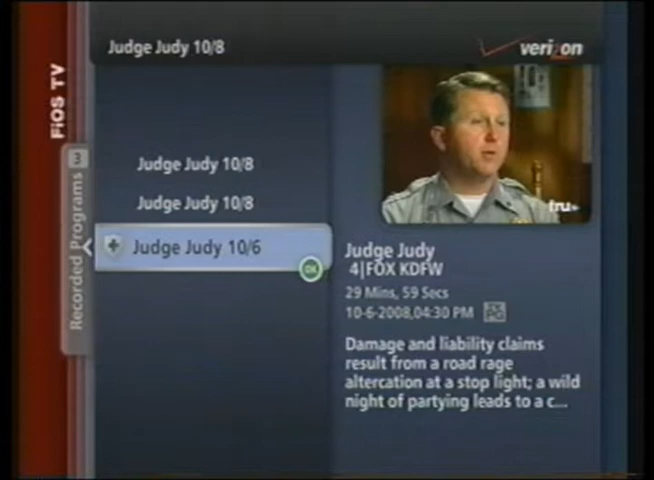 Judge Judy 10/8
verizon
FiOS TV
Recorded Programs
3
Judge Judy 10/8
Judge Judy 10/8
Judge Judy 10/6
OK
tru
Judge Judy
4|FOX KDFW
29 Mins, 59 Secs
10-6-2008,04:30 PM
Damage and liability claims
result from a road rage
altercation at a stop light; a wild
night of partying leads to a c...